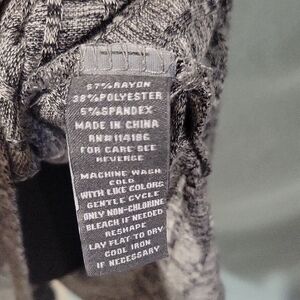 57%RAYON
38%POLYESTER
5%SPANDEX
MADE IN CHINA
RN#114186
FOR CARE SEE
REVERSE
MACHINE WASH
COLD
WITH LIKE COLORS
GENTLE CYCLE
ONLY NON-CHLORINE
BLEACH IF NEEDED
RESHAPE
LAY FLAT TO DRY
COOL IRON
IF NECESSARY